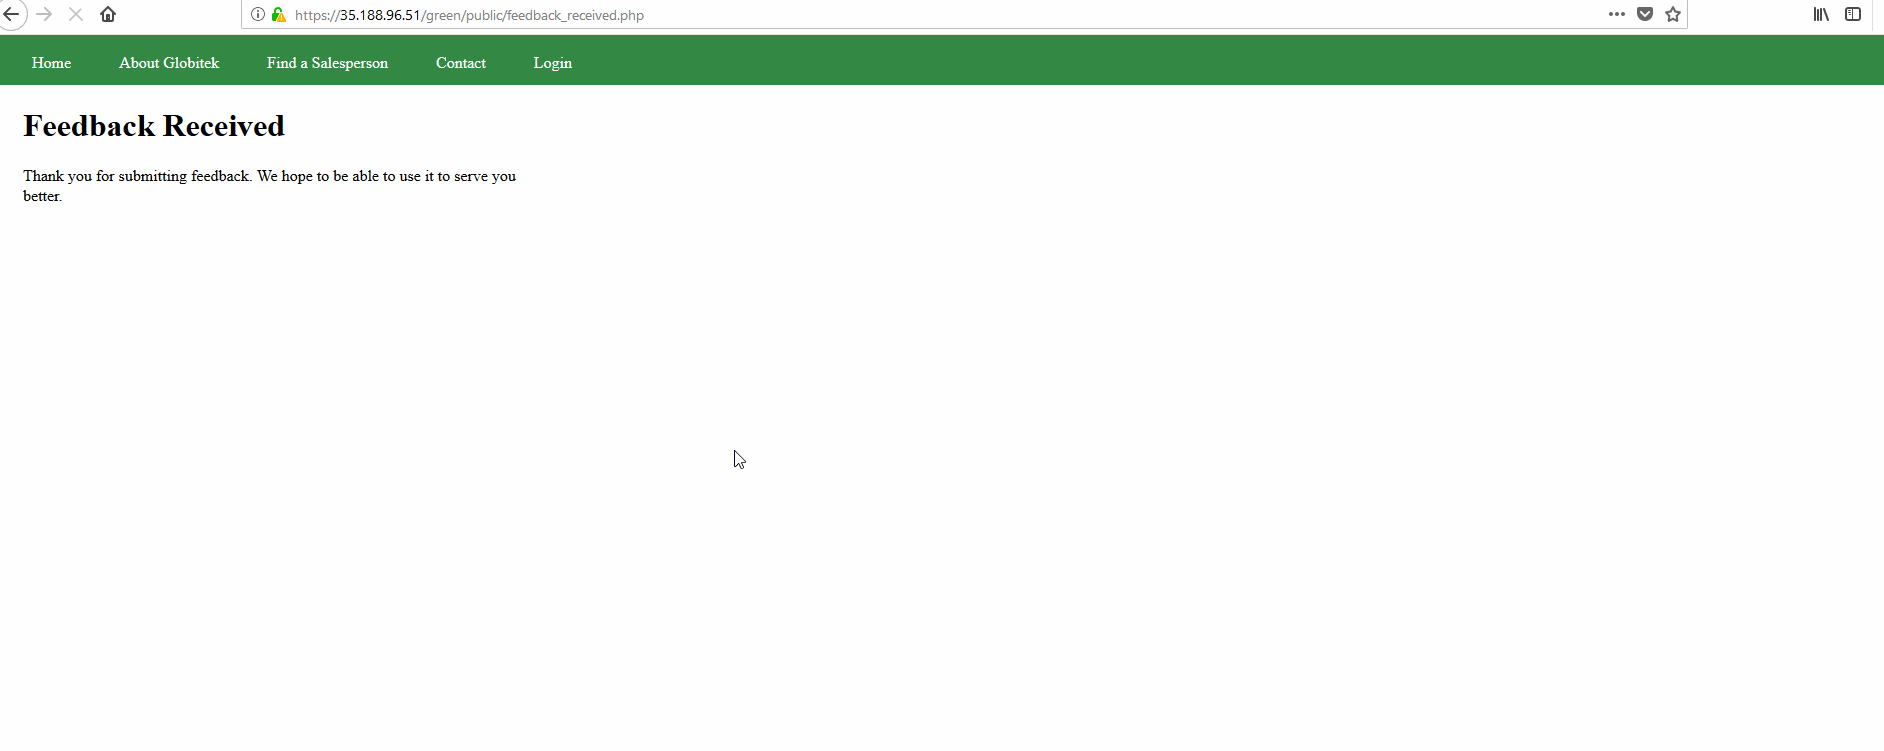 https://35.188.96.51/green/public/feedback_received.php
Home About Globitek Find a Salesperson Contact Login
Feedback Received
Thank you for submitting feedback. We hope to be able to use it to serve you
better.